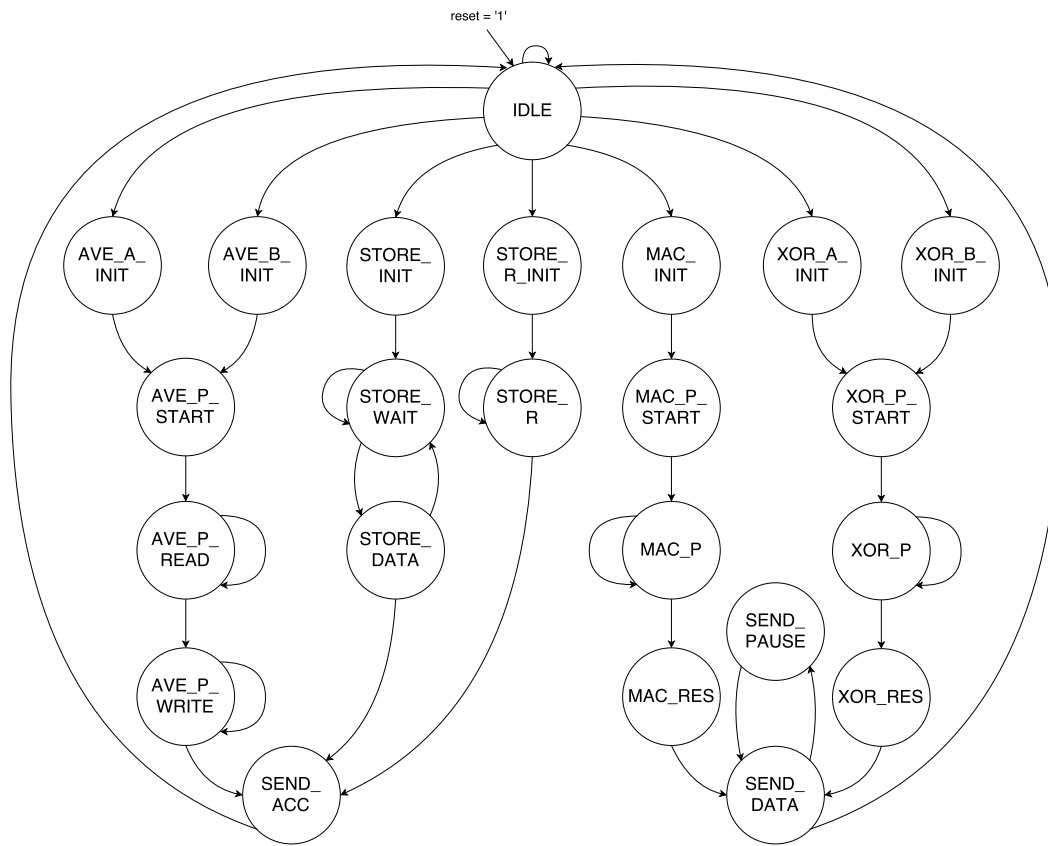 reset = '1'
IDLE
AVE_A_
INIT
AVE_B_
INIT
STORE_
INIT
STORE_
R_INIT
MAC_
INIT
XOR_A_
INIT
XOR_B_
INIT
AVE_P_
START
STORE_
WAIT
STORE_
R
MAC_P_
START
XOR_P_
START
AVE_P_
READ
STORE_
DATA
MAC_P
XOR_P
SEND_
PAUSE
AVE_P_
WRITE
MAC_RES
XOR_RES
SEND_
ACC
SEND_
DATA